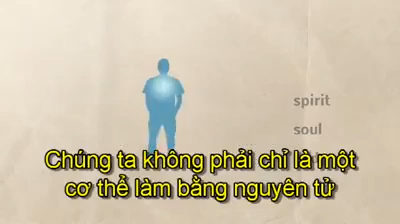 spirit
soul
Chúng ta không phải chỉ là một
cơ thể làm bằng nguyên tử